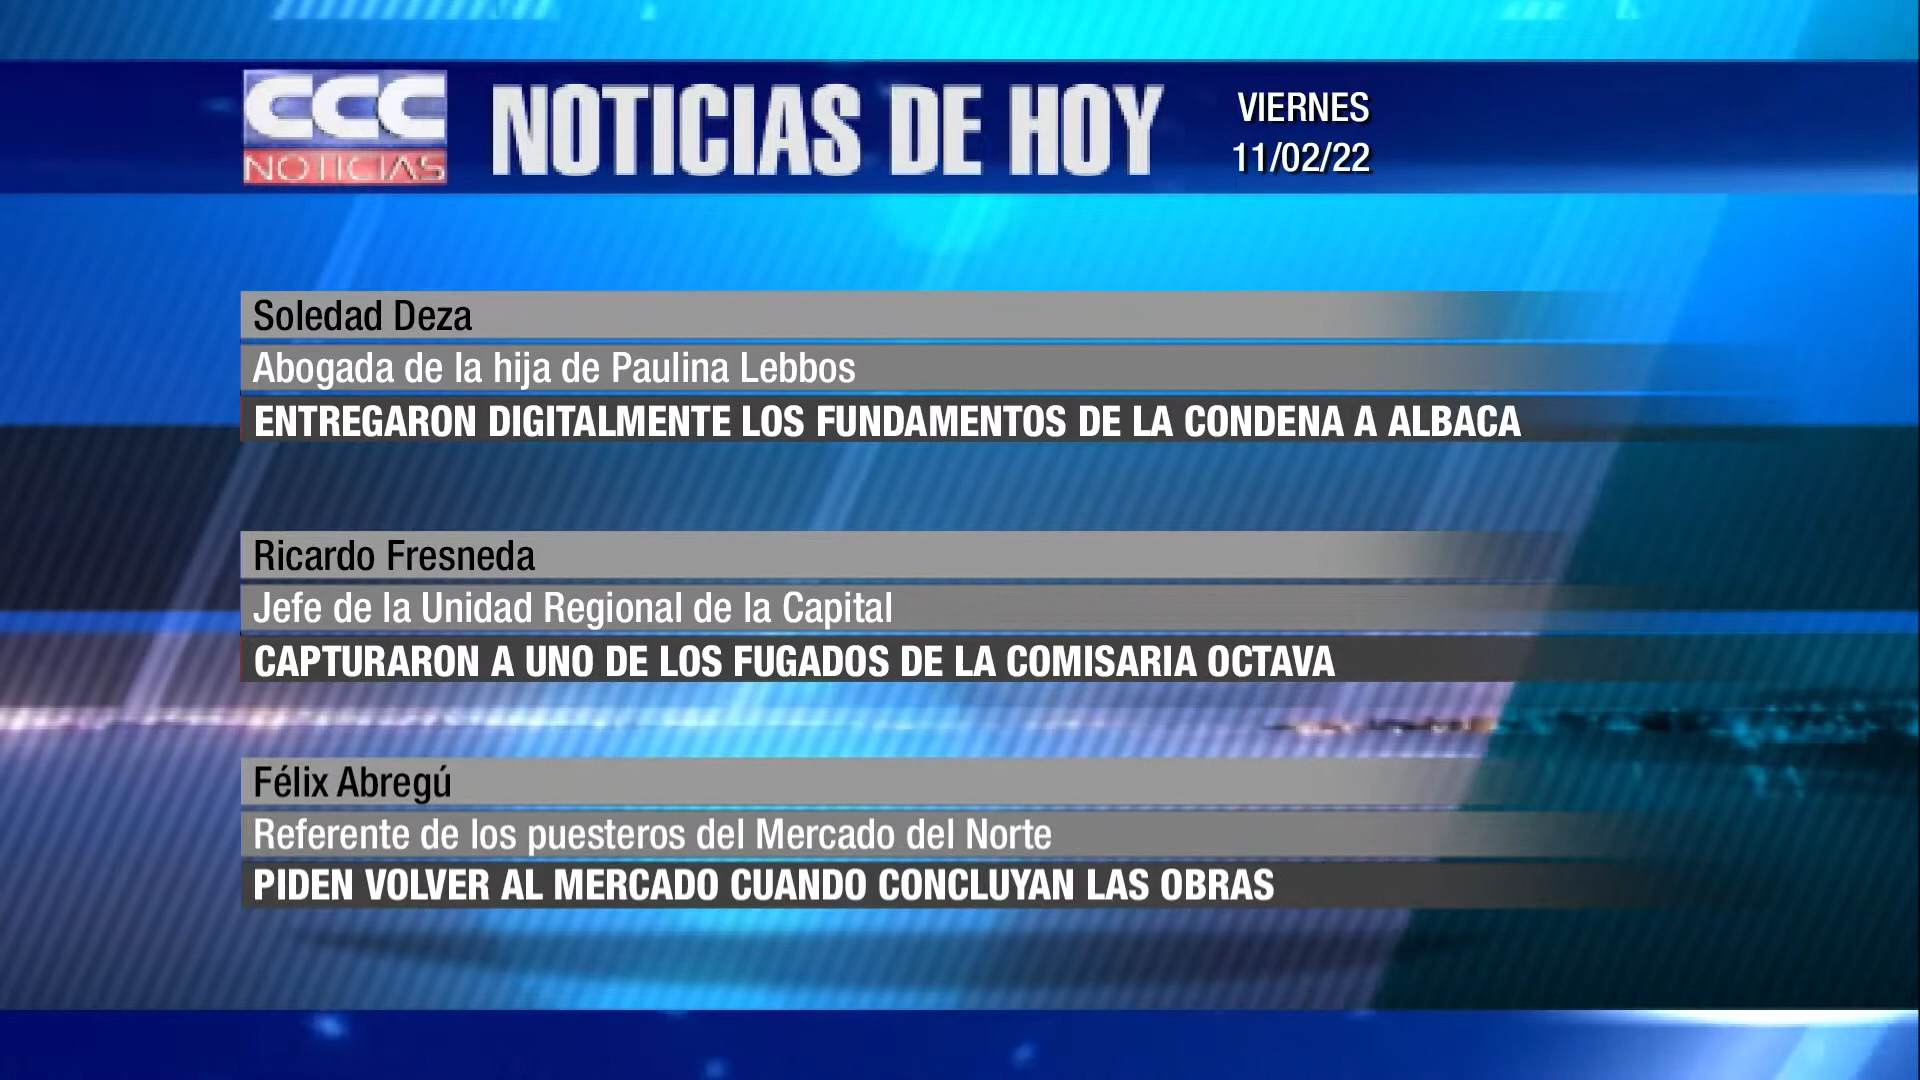 CCC
NOTICIAS
NOTICIAS DE HOY
VIERNES
11/02/22
Soledad Deza
Abogada de la hija de Paulina Lebbos
ENTREGARON DIGITALMENTE LOS FUNDAMENTOS DE LA CONDENA A ALBACA
Ricardo Fresneda
Jefe de la Unidad Regional de la Capital
CAPTURARON A UNO DE LOS FUGADOS DE LA COMISARIA OCTAVA
Félix Abregú
Referente de los puesteros del Mercado del Norte
PIDEN VOLVER AL MERCADO CUANDO CONCLUYAN LAS OBRAS